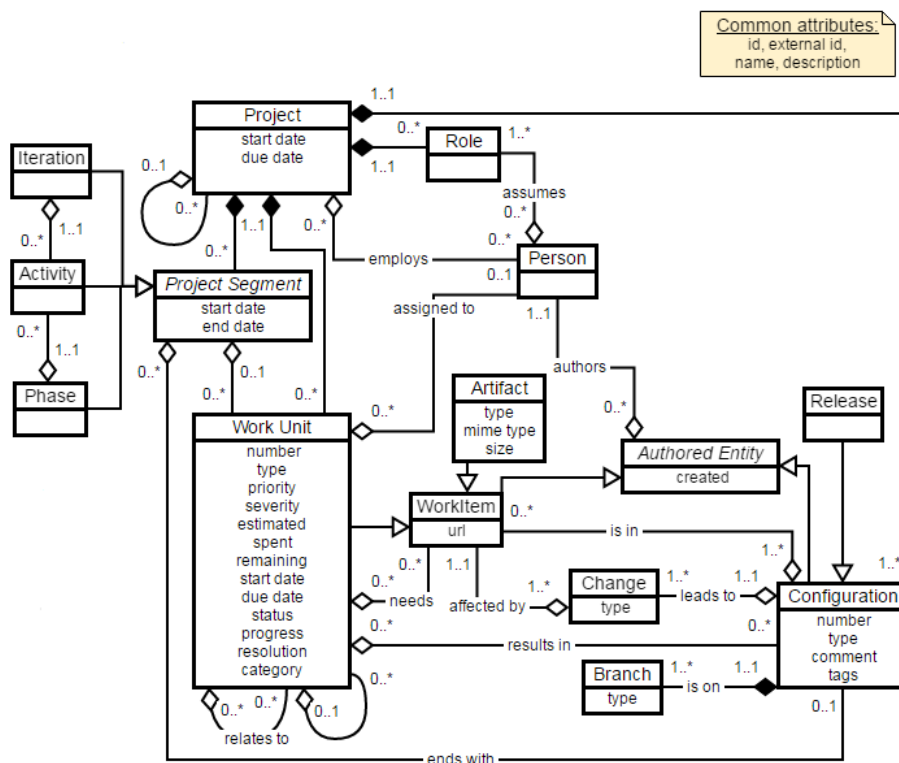 Common attributes:
id, external id,
name, description
1..1
Project
start date
due date
0..*
1..1
Role
1..*
Iteration
0..1
0..*
assumes
0..*
1..1
0..*
1..1
0..*
0..*
0..*
employs
0..1
Person
Activity
Project Segment
start date
end date
assigned to
0..*
1..1
1..1
0..*
0..1
authors
Phase
0..*
0..*
Artifact
type
mime type
size
Release
0..*
0..*
Work Unit
number
type
priority
severity
estimated
spent
remaining
start date
due date
status
progress
resolution
category
Authored Entity
created
WorkItem
url
0..*
is in
1..*
1..*
0..*
1..1
0..*
needs
affected by
1..*
Change
type
1..*
leads to
1..1
Configuration
number
type
comment
tags
0..*
results in
0..*
Branch
type
1..*
is on
1..1
0..*
0..*
0..*
0..1
relates to
0..1
ends with